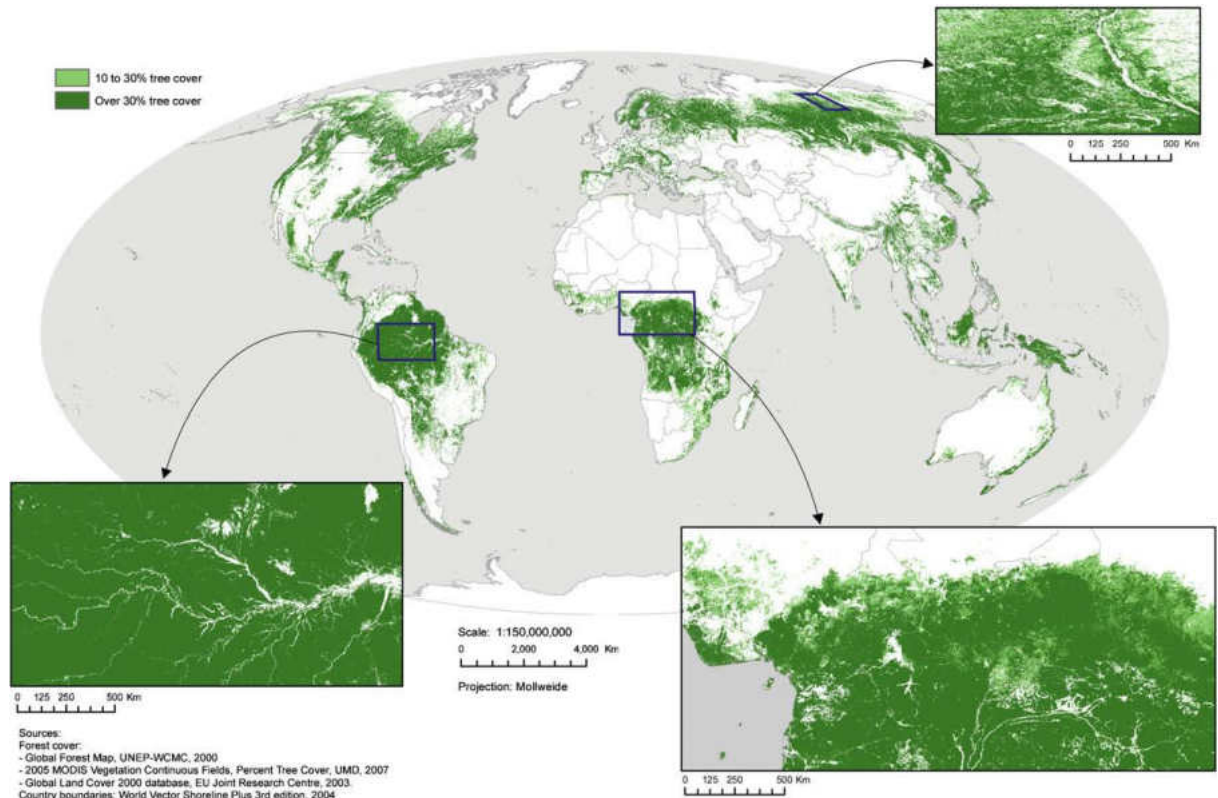 10 to 30% tree cover
Over 30% tree cover
0 125 250 500 Km
Scale: 1:150,000,000
0 2,000 4,000 Km
Projection: Mollweide
0 125 250 500 Km
0 125 250 500 Km
Sources:
Forest cover:
- Global Forest Map, UNEP-WCMC, 2000
- 2005 MODIS Vegetation Continuous Fields, Percent Tree Cover, UMD, 2007
- Global Land Cover 2000 database, EU Joint Research Centre, 2003.
Country boundaries: World Vector Shoreline Plus 3rd edition, 2004